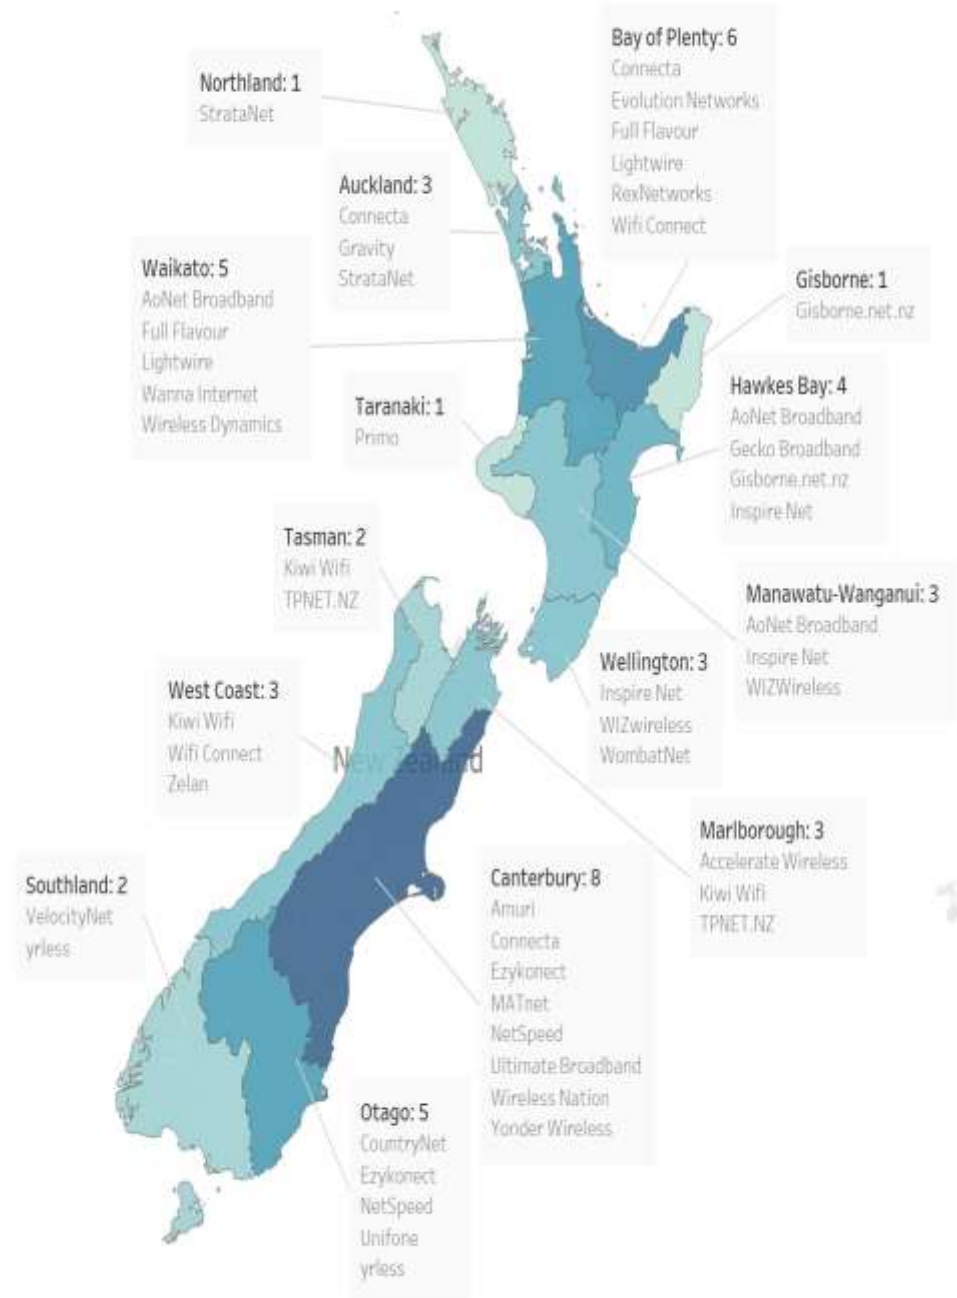 Northland: 1
StrataNet
Bay of Plenty: 6
Connecta
Evolution Networks
Full Flavour
Lightwire
RexNetworks
Wifi Connect
Auckland: 3
Connecta
Gravity
StrataNet
Waikato: 5
AoNet Broadband
Full Flavour
Lightwire
Wanna Internet
Wireless Dynamics
Gisborne: 1
Gisborne.net.nz
Taranaki: 1
Primo
Hawkes Bay: 4
AoNet Broadband
Gecko Broadband
Gisborne.net.nz
Inspire Net
Tasman: 2
Kiwi Wifi
TPNET.NZ
Manawatu-Wanganui: 3
AoNet Broadband
Inspire Net
WIZWireless
Wellington: 3
Inspire Net
WIZwireless
WombatNet
West Coast: 3
Kiwi Wifi
Wifi Connect
Zelan
New Zealand
Marlborough: 3
Accelerate Wireless
Kiwi Wifi
TPNET.NZ
Southland: 2
VelocityNet
yrless
Canterbury: 8
Amuri
Connecta
Ezykonect
MATnet
NetSpeed
Ultimate Broadband
Wireless Nation
Yonder Wireless
Otago: 5
CountryNet
Ezykonect
NetSpeed
Unifone
yrless